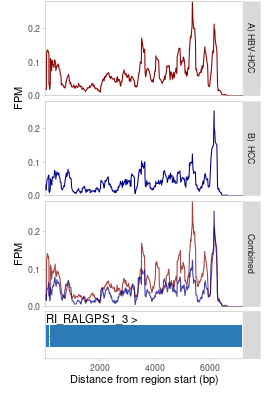 0.2
0.1
0.0
FPM
A) HBV-HCC
0.2
0.1
0.0
B) HCC
0.2
0.1
0.0
FPM
Combined
RI_RALGPS1_3 >
2000 4000 6000
Distance from region start (bp)